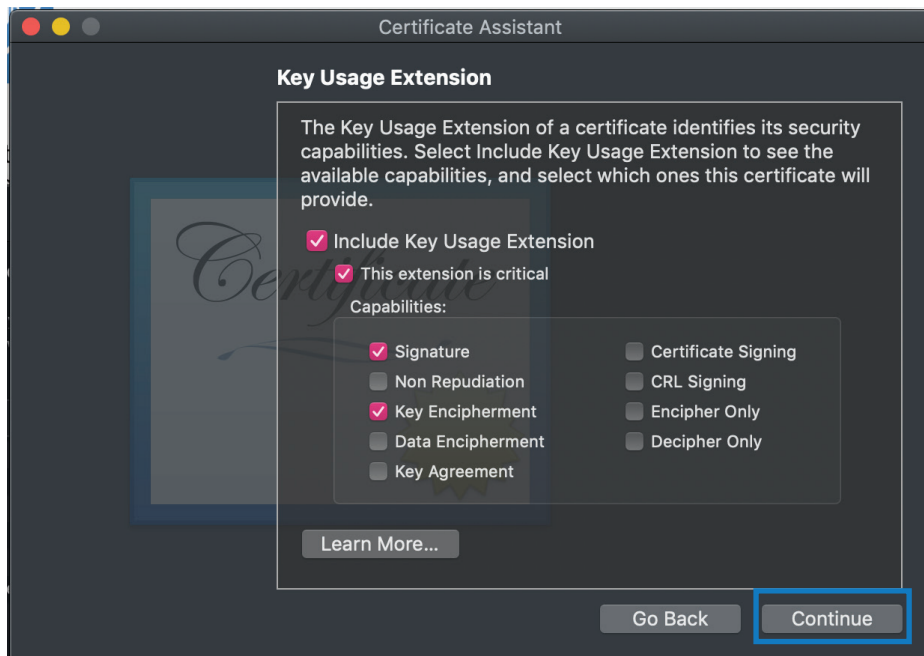 Certificate Assistant
Key Usage Extension
The Key Usage Extension of a certificate identifies its security
capabilities. Select Include Key Usage Extension to see the
available capabilities, and select which ones this certificate will
provide.
Include Key Usage Extension
This extension is critical
Certificate
Capabilities:
Signature
Certificate Signing
Non Repudiation
CRL Signing
Key Encipherment
Encipher Only
Data Encipherment
Decipher Only
Key Agreement
Learn More...
Go Back
Continue